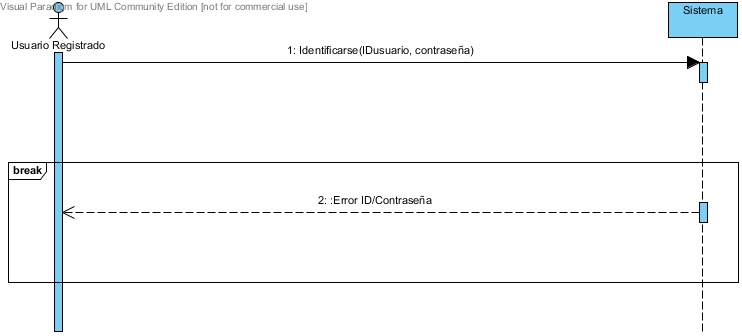 Visual Paradigm for UML Community Edition [not for commercial use]
Sistema
Usuario Registrado
1: Identificarse(IDusuario, contraseña)
break
2: :Error ID/Contraseña